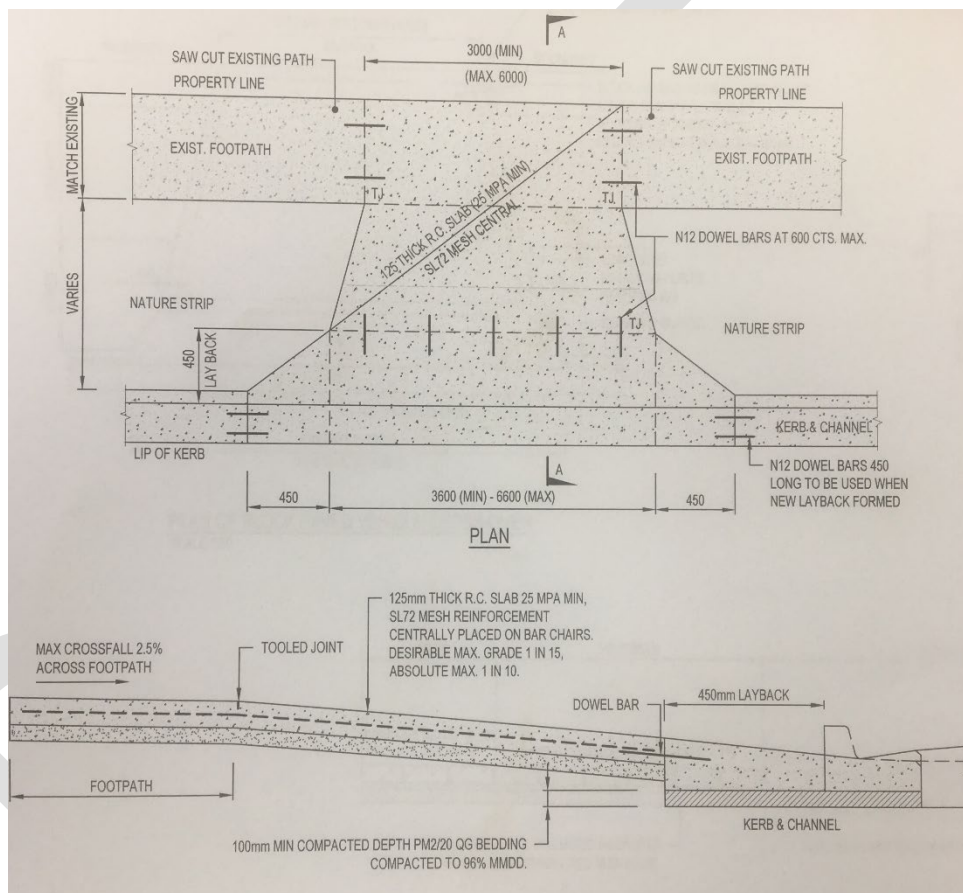 A
3000 (MIN)
(MAX. 6000)
SAW CUT EXISTING PATH
PROPERTY LINE
SAW CUT EXISTING PATH
PROPERTY LINE
MATCH EXISTING
EXIST. FOOTPATH
EXIST. FOOTPATH
TJ
TJ
125 THICK R.C. SLAB (25 MPA MIN)
SL72 MESH CENTRAL
N12 DOWEL BARS AT 600 CTS. MAX.
VARIES
NATURE STRIP
NATURE STRIP
TJ
450
LAY BACK
KERB & CHANNEL
LIP OF KERB
A
N12 DOWEL BARS 450
LONG TO BE USED WHEN
NEW LAYBACK FORMED
450
3600 (MIN) - 6600 (MAX)
450
PLAN
125mm THICK R.C. SLAB 25 MPA MIN,
SL72 MESH REINFORCEMENT
CENTRALLY PLACED ON BAR CHAIRS.
DESIRABLE MAX. GRADE 1 IN 15,
ABSOLUTE MAX. 1 IN 10.
MAX CROSSFALL 2.5%
ACROSS FOOTPATH
TOOLED JOINT
DOWEL BAR
450mm LAYBACK
FOOTPATH
KERB & CHANNEL
100mm MIN COMPACTED DEPTH PM2/20 QG BEDDING
COMPACTED TO 96% MMDD.